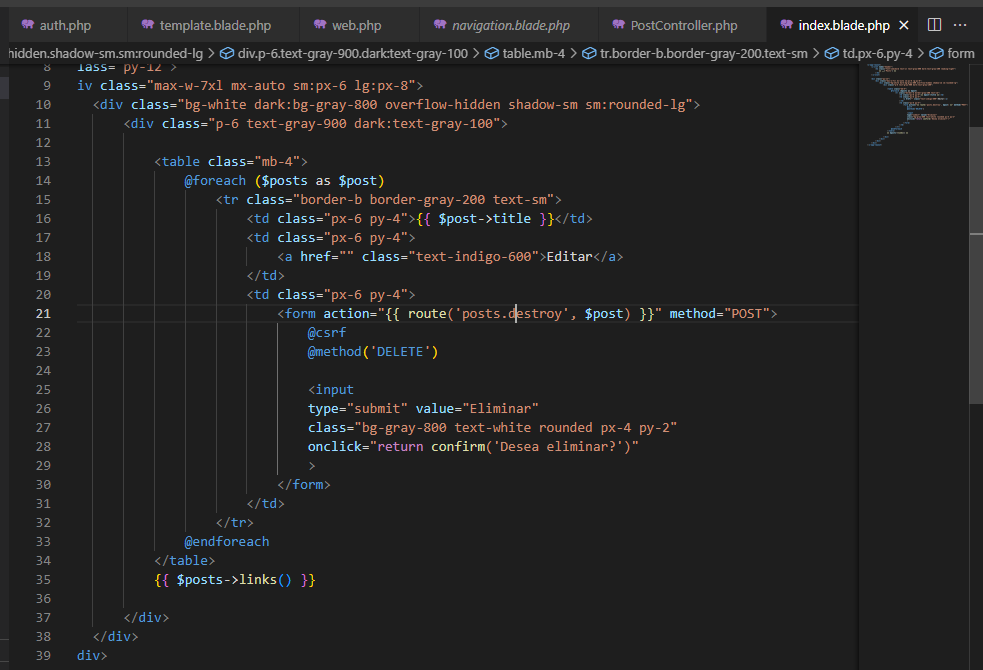 auth.php template.blade.php web.php navigation.blade.php PostController.php index.blade.php
hidden.shadow-sm.sm:rounded-lg > div.p-6.text-gray-900.dark:text-gray-100 > table.mb-4 > tr.border-b.border-gray-200.text-sm > td.px-6.py-4 > form
8 lass="py-12">
9 iv class="max-w-7xl mx-auto sm:px-6 lg:px-8">
10 <div class="bg-white dark:bg-gray-800 overflow-hidden shadow-sm sm:rounded-lg">
11 <div class="p-6 text-gray-900 dark:text-gray-100">
12
13 <table class="mb-4">
14 @foreach ($posts as $post)
15 <tr class="border-b border-gray-200 text-sm">
16 <td class="px-6 py-4">{{ $post->title }}</td>
17 <td class="px-6 py-4">
18 <a href="" class="text-indigo-600">Editar</a>
19 </td>
20 <td class="px-6 py-4">
21 <form action="{{ route('posts.destroy', $post) }}" method="POST">
22 @csrf
23 @method('DELETE')
24
25 <input
26 type="submit" value="Eliminar"
27 class="bg-gray-800 text-white rounded px-4 py-2"
28 onclick="return confirm('Desea eliminar?')"
29 >
30 </form>
31 </td>
32 </tr>
33 @endforeach
34 </table>
35 {{ $posts->links() }}
36
37 </div>
38 </div>
39 div>